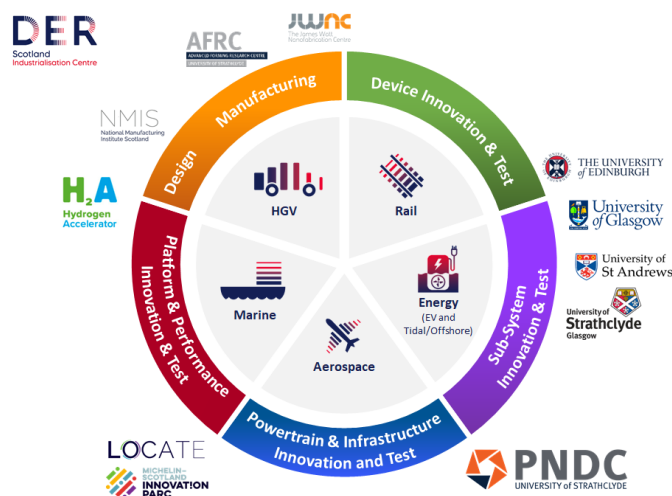 DER
Scotland
Industrialisation Centre
AFRC
ADVANCED FORMING RESEARCH CENTRE
UNIVERSITY OF STRATHCLYDE
JWNC
The James Watt
Nanofabrication Centre
NMIS
National Manufacturing
Institute Scotland
H2A
Hydrogen
Accelerator
Design
Manufacturing
Device Innovation & Test
Sub-System
Innovation & Test
Powertrain & Infrastructure
Innovation and Test
Platform & Performance
Innovation & Test
HGV
Rail
Marine
Energy
(EV and
Tidal/Offshore)
Aerospace
THE UNIVERSITY
OF EDINBURGH
University
of Glasgow
University of
St Andrews
University of
Strathclyde
Glasgow
LOCATE
MICHELIN–
SCOTLAND
INNOVATION
PARC
PNDC
UNIVERSITY OF STRATHCLYDE